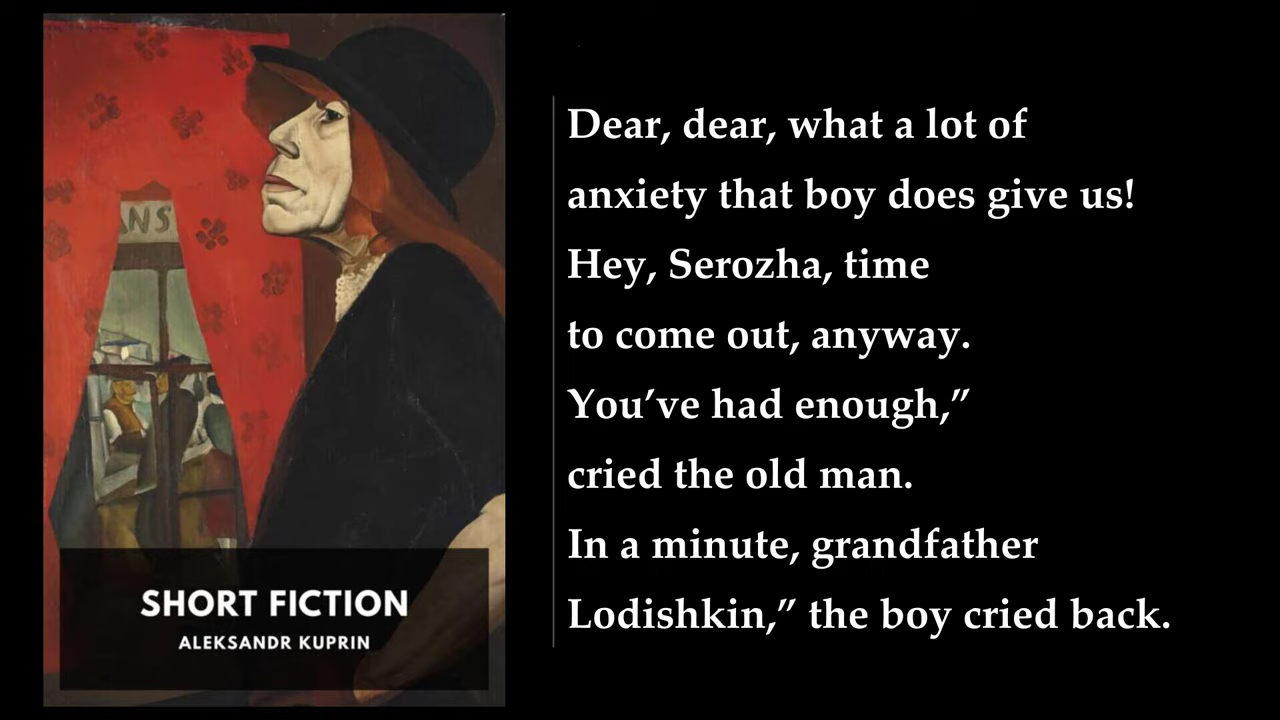 ANS
SHORT FICTION
ALEKSANDR KUPRIN
Dear, dear, what a lot of
anxiety that boy does give us!
Hey, Serozha, time
to come out, anyway.
You’ve had enough,”
cried the old man.
In a minute, grandfather
Lodishkin,” the boy cried back.